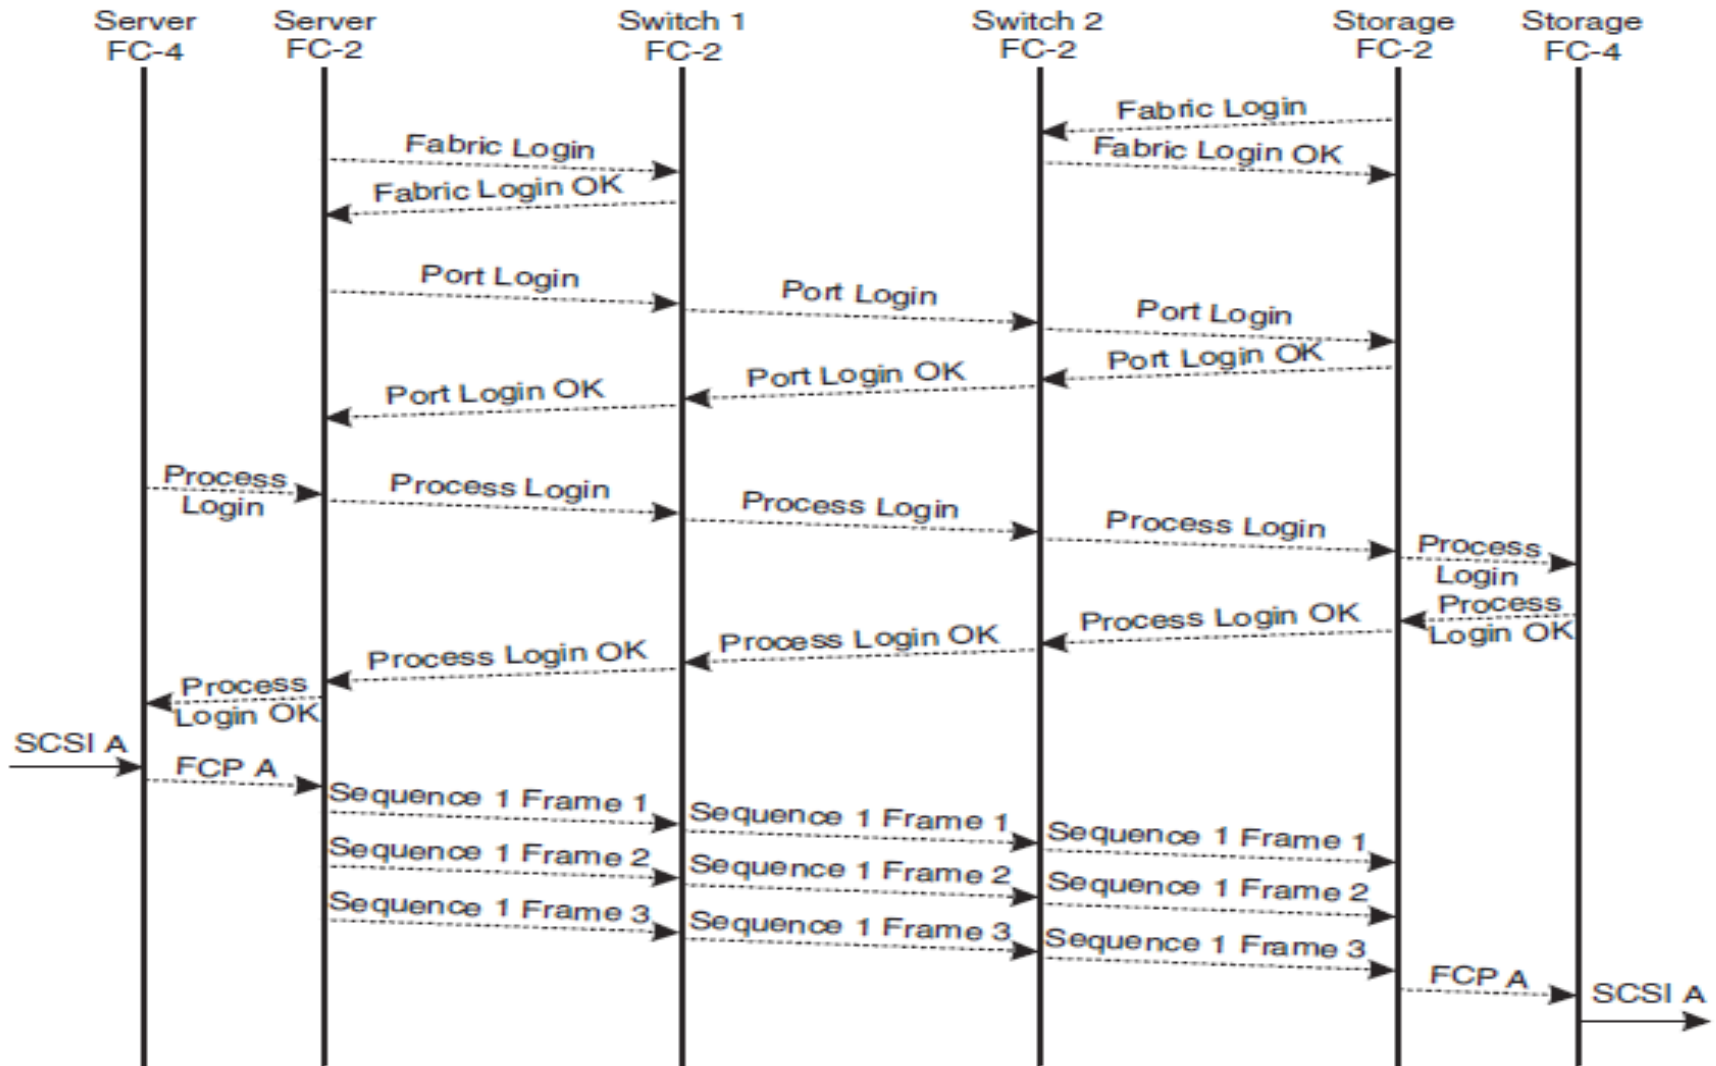 Server Server Switch 1 Switch 2 Storage Storage
FC-4 FC-2 FC-2 FC-2 FC-2 FC-4
Fabric Login
Fabric Login
Fabric Login OK
Fabric Login OK
Port Login
Port Login
Port Login
Port Login OK
Port Login OK
Port Login OK
Process
Login
Process Login
Process Login
Process Login
Process
Login
Process
Login OK
Process Login OK
Process Login OK
Process Login OK
Process
Login OK
SCSI A
FCP A
Sequence 1 Frame 1
Sequence 1 Frame 1
Sequence 1 Frame 1
Sequence 1 Frame 2
Sequence 1 Frame 2
Sequence 1 Frame 2
Sequence 1 Frame 3
Sequence 1 Frame 3
Sequence 1 Frame 3
FCP A
SCSI A